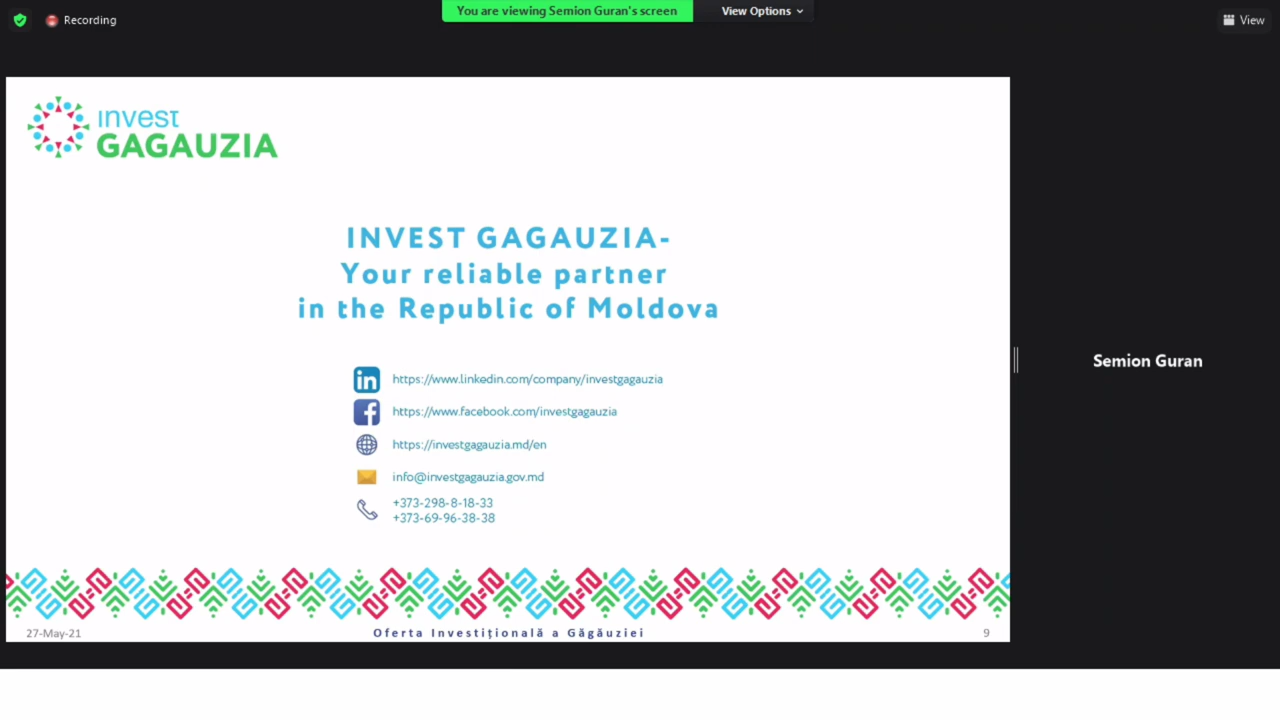 Recording
You are viewing Semion Guran's screen
View Options
View
invest
GAGAUZIA
INVEST GAGAUZIA-
Your reliable partner
in the Republic of Moldova
in
https://www.linkedin.com/company/investgagauzia
f
https://www.facebook.com/investgagauzia
https://investgagauzia.md/en
info@investgagauzia.gov.md
+373-298-8-18-33
+373-69-96-38-38
Semion Guran
27-May-21
Oferta Investițională a Găgăuziei
9